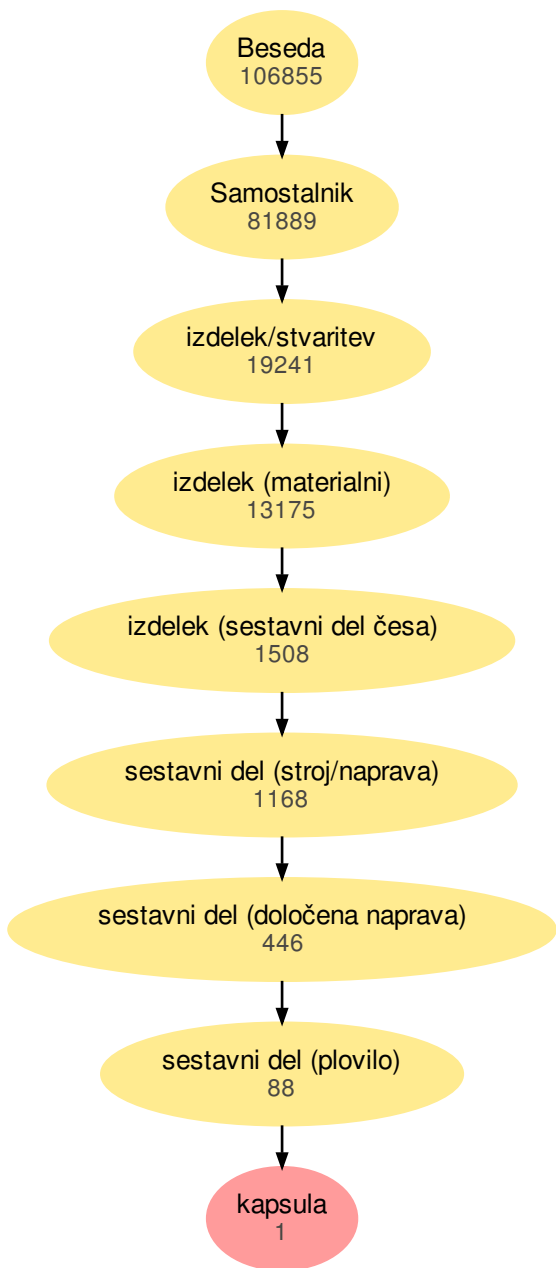 Beseda
106855
Samostalnik
81889
izdelek/stvaritev
19241
izdelek (materialni)
13175
izdelek (sestavni del česa)
1508
sestavni del (stroj/naprava)
1168
sestavni del (določena naprava)
446
sestavni del (plovilo)
88
kapsula
1